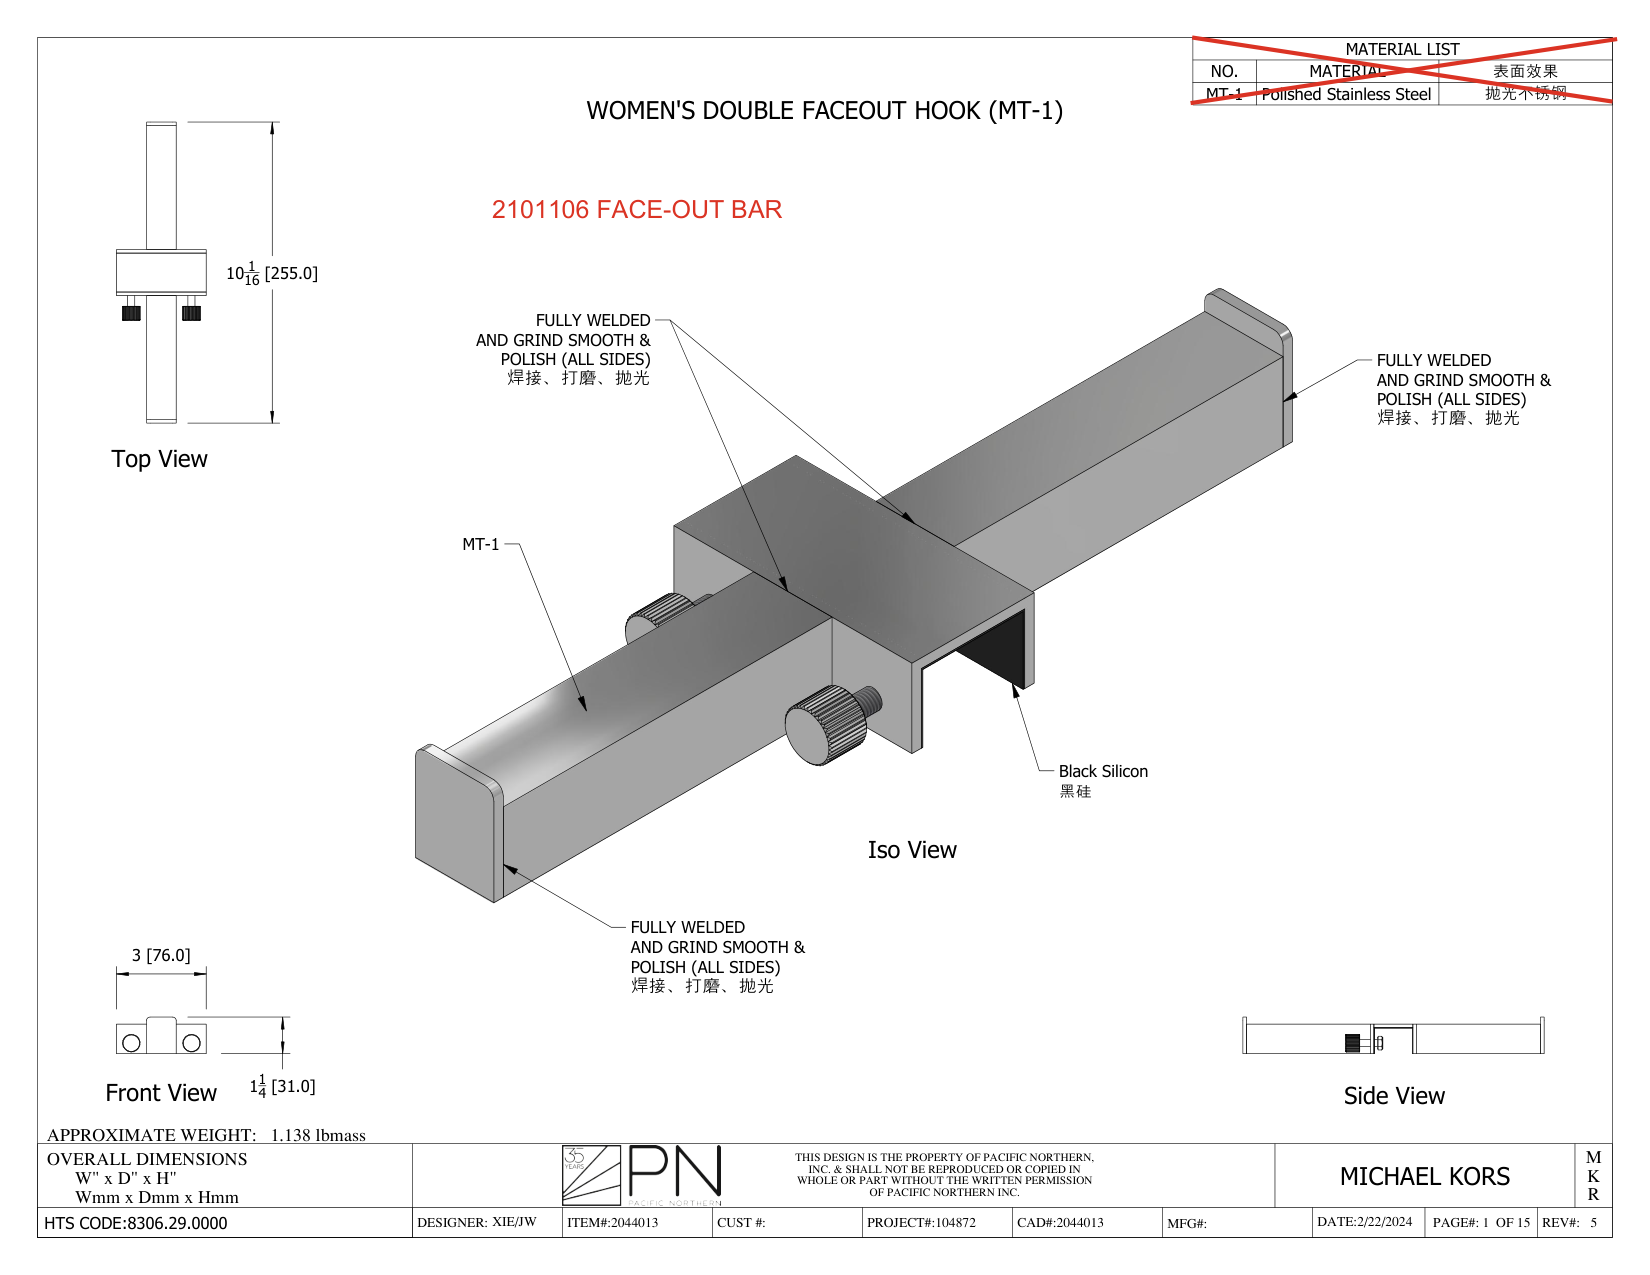 MATERIAL LIST
NO. MATERIAL 表面效果
MT-1 Polished Stainless Steel 抛光不锈钢
WOMEN'S DOUBLE FACEOUT HOOK (MT-1)
2101106 FACE-OUT BAR
10 1/16 [255.0]
Top View
FULLY WELDED
AND GRIND SMOOTH &
POLISH (ALL SIDES)
焊接、打磨、抛光
FULLY WELDED
AND GRIND SMOOTH &
POLISH (ALL SIDES)
焊接、打磨、抛光
MT-1
Black Silicon
黑硅
Iso View
FULLY WELDED
AND GRIND SMOOTH &
POLISH (ALL SIDES)
焊接、打磨、抛光
3 [76.0]
1 1/4 [31.0]
Front View
Side View
APPROXIMATE WEIGHT: 1.138 lbmass
OVERALL DIMENSIONS
W" x D" x H"
Wmm x Dmm x Hmm
HTS CODE:8306.29.0000
35
YEARS
PN
PACIFIC NORTHERN
THIS DESIGN IS THE PROPERTY OF PACIFIC NORTHERN,
INC. & SHALL NOT BE REPRODUCED OR COPIED IN
WHOLE OR PART WITHOUT THE WRITTEN PERMISSION
OF PACIFIC NORTHERN INC.
MICHAEL KORS
M
K
R
DESIGNER: XIE/JW
ITEM#:2044013
CUST #:
PROJECT#:104872
CAD#:2044013
MFG#:
DATE:2/22/2024
PAGE#: 1 OF 15
REV#: 5